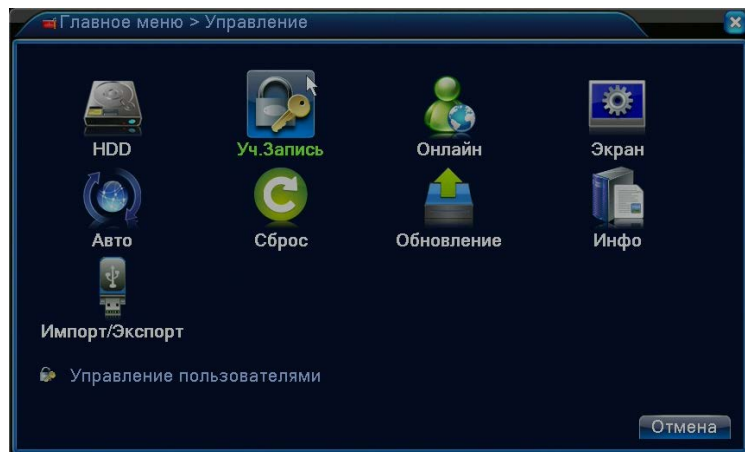 Главное меню > Управление
HDD Уч.Запись Онлайн Экран
Авто Сброс Обновление Инфо
Импорт/Экспорт
Управление пользователями
Отмена